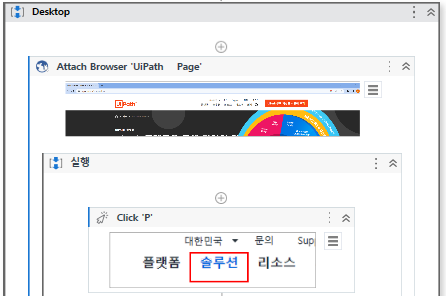 Desktop
Attach Browser 'UiPath Page'
UiPath
실행
Click 'P'
대한민국 문의 Supp
플랫폼 솔루션 리소스